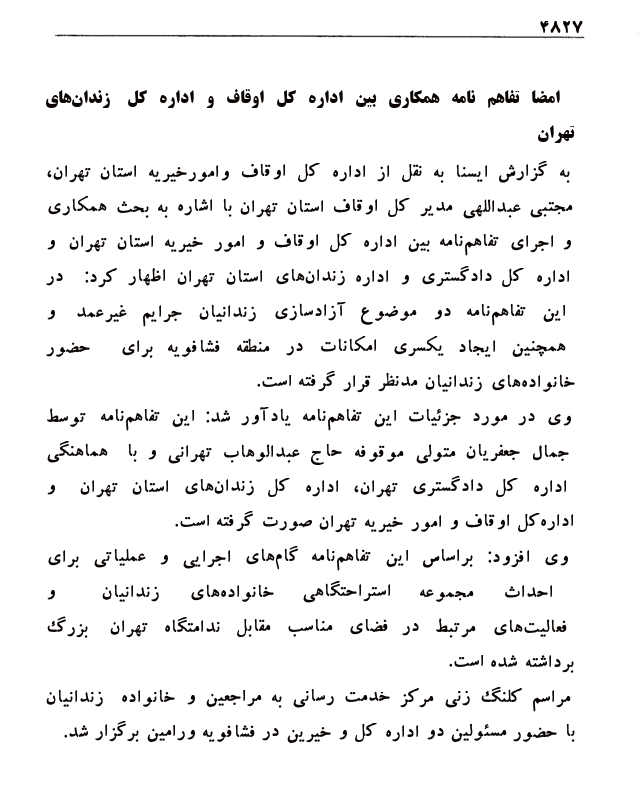 ۴۸۲۷
امضا تفاهم نامه همکاری بین اداره کل اوقاف و اداره کل زندان‌های
تهران
به گزارش ایسنا به نقل از اداره کل اوقاف وامورخیریه استان تهران،
مجتبی عبداللهی مدیر کل اوقاف استان تهران با اشاره به بحث همکاری
و اجرای تفاهم‌نامه بین اداره کل اوقاف و امور خیریه استان تهران و
اداره کل دادگستری و اداره زندان‌های استان تهران اظهار کرد: در
این تفاهم‌نامه دو موضوع آزادسازی زندانیان جرایم غیرعمد و
همچنین ایجاد یکسری امکانات در منطقه فشافویه برای حضور
خانواده‌های زندانیان مدنظر قرار گرفته است.
وی در مورد جزئیات این تفاهم‌نامه یادآور شد: این تفاهم‌نامه توسط
جمال جعفریان متولی موقوفه حاج عبدالوهاب تهرانی و با هماهنگی
اداره کل دادگستری تهران، اداره کل زندان‌های استان تهران و
اداره‌کل اوقاف و امور خیریه تهران صورت گرفته است.
وی افزود: براساس این تفاهم‌نامه گام‌های اجرایی و عملیاتی برای
احداث مجموعه استراحتگاهی خانواده‌های زندانیان و
فعالیت‌های مرتبط در فضای مناسب مقابل ندامتگاه تهران بزرگ
برداشته شده است.
مراسم کلنگ زنی مرکز خدمت رسانی به مراجعین و خانواده زندانیان
با حضور مسئولین دو اداره کل و خیرین در فشافویه ورامین برگزار شد.